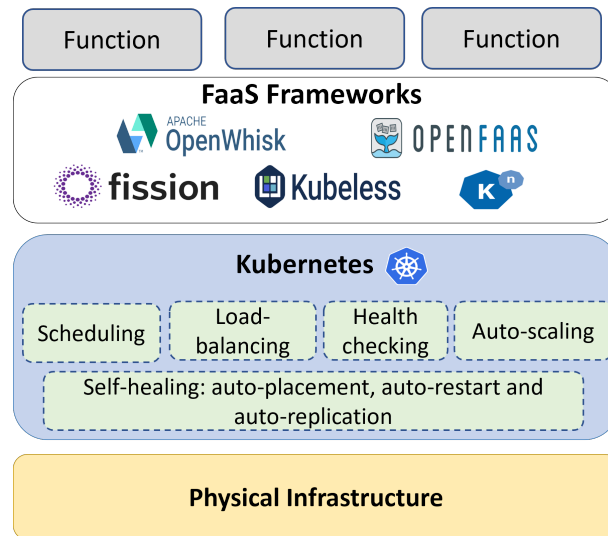 Function Function Function
FaaS Frameworks
APACHE
OpenWhisk OPENFAAS
fission Kubeless K n
Kubernetes
Scheduling Load-
balancing Health
checking Auto-scaling
Self-healing: auto-placement, auto-restart and
auto-replication
Physical Infrastructure